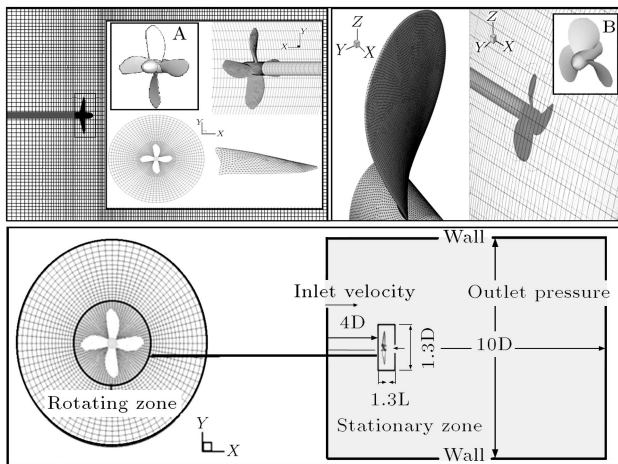 A
Y
X
Y
X
Z
Y
X
Z
Y
X
B
Wall
Inlet velocity
Outlet pressure
4D
1.3D
10D
1.3L
Rotating zone
Stationary zone
Y
X
Wall